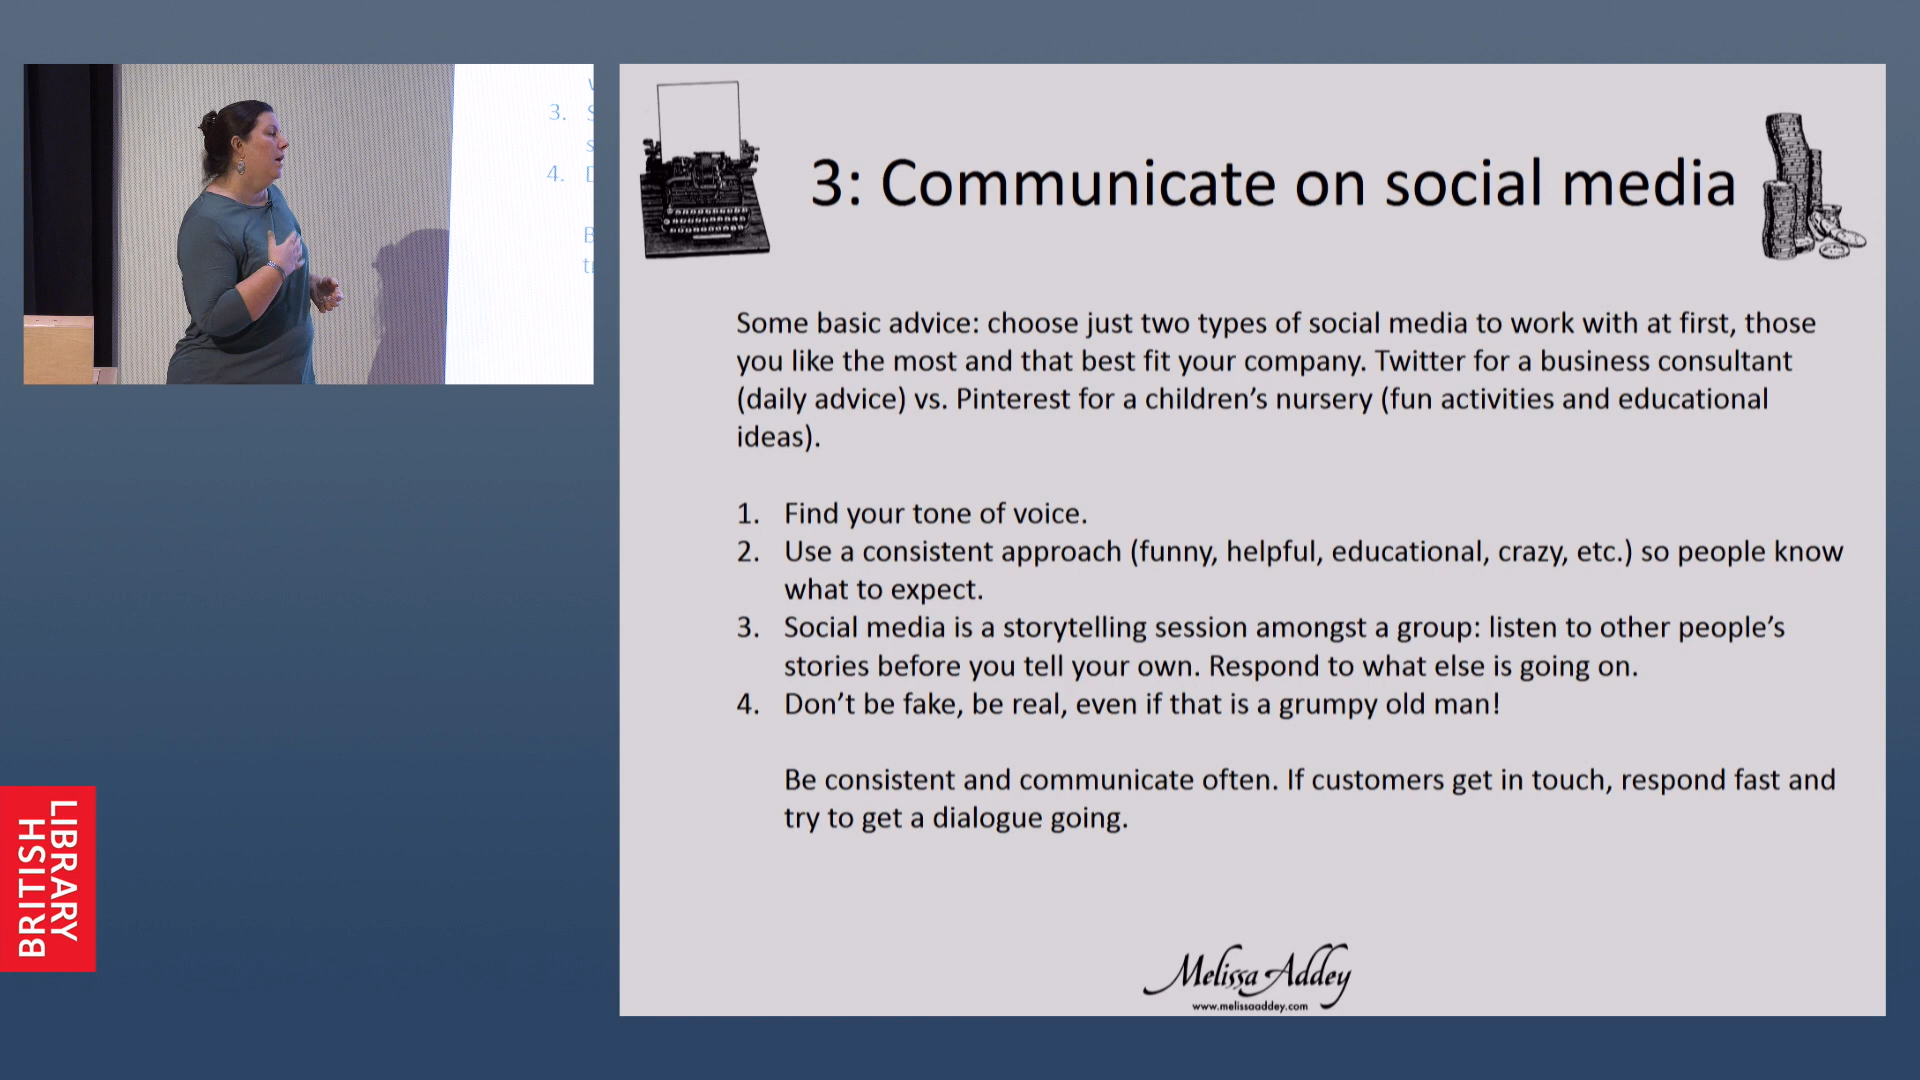 3.
4.
3: Communicate on social media
Some basic advice: choose just two types of social media to work with at first, those
you like the most and that best fit your company. Twitter for a business consultant
(daily advice) vs. Pinterest for a children’s nursery (fun activities and educational
ideas).
1. Find your tone of voice.
2. Use a consistent approach (funny, helpful, educational, crazy, etc.) so people know
what to expect.
3. Social media is a storytelling session amongst a group: listen to other people’s
stories before you tell your own. Respond to what else is going on.
4. Don’t be fake, be real, even if that is a grumpy old man!
Be consistent and communicate often. If customers get in touch, respond fast and
try to get a dialogue going.
Melissa Addey
www.melissaaddey.com
BRITISH
LIBRARY